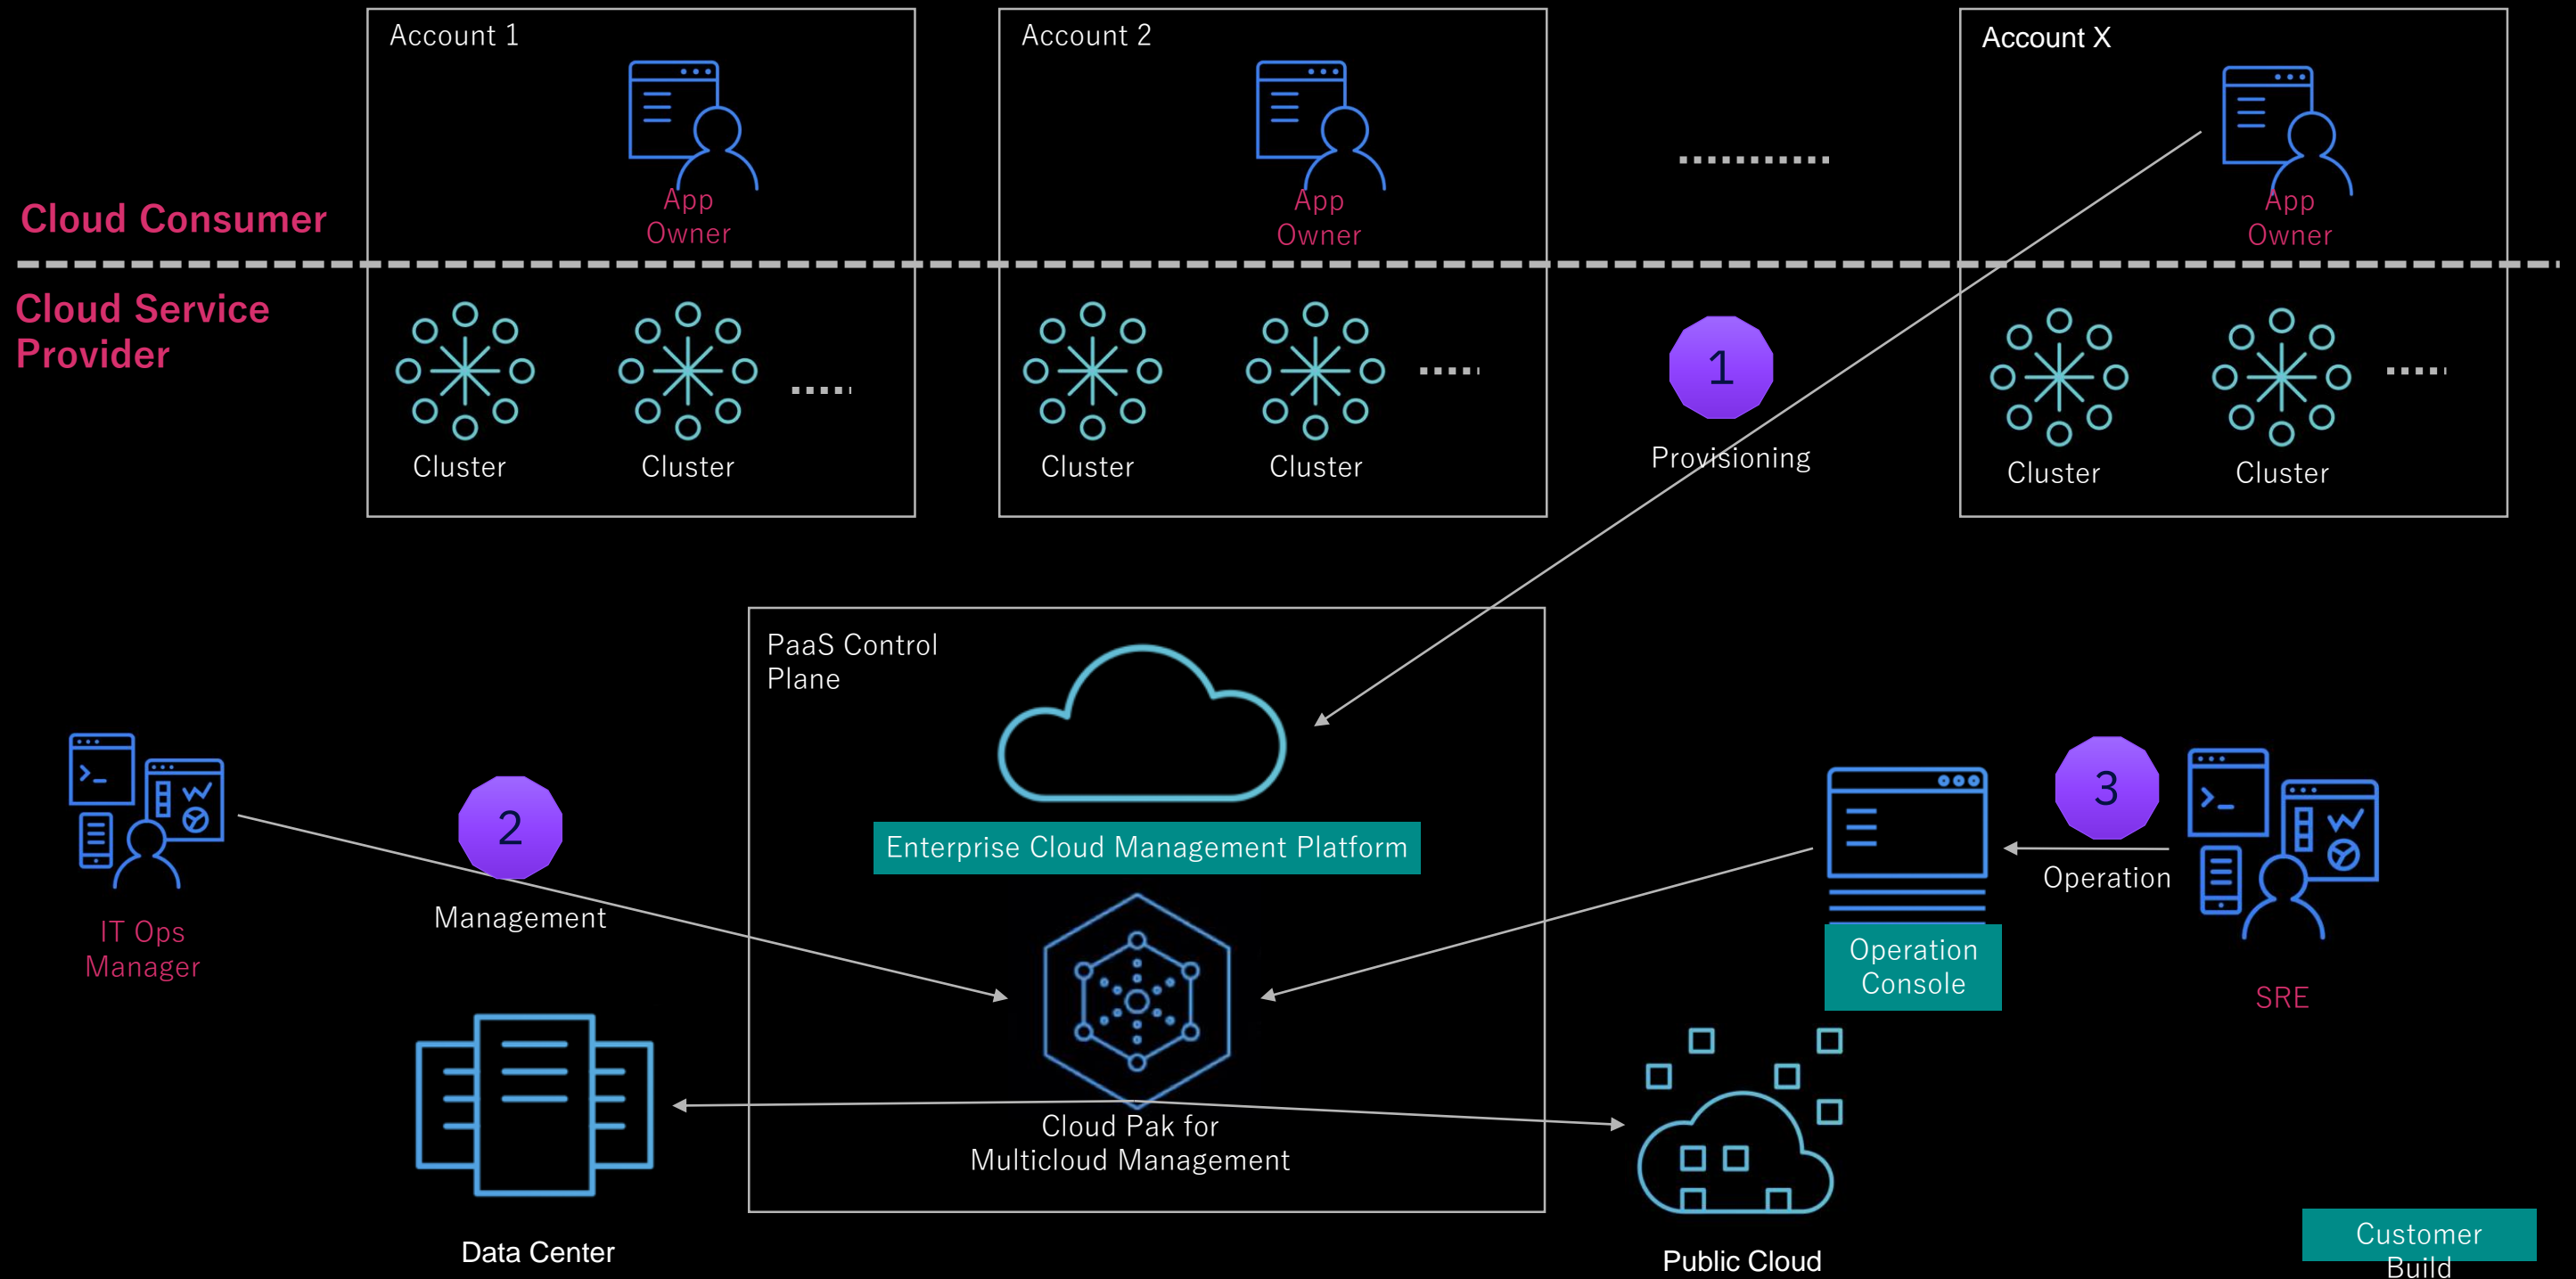 Account 1
Account 2
Account X
App
Owner
App
Owner
App
Owner
Cloud Consumer
Cloud Service
Provider
Cluster
Cluster
Cluster
Cluster
Cluster
Cluster
1
Provisioning
PaaS Control
Plane
Enterprise Cloud Management Platform
2
Management
IT Ops
Manager
3
Operation
Operation
Console
SRE
Cloud Pak for
Multicloud Management
Data Center
Public Cloud
Customer
Build